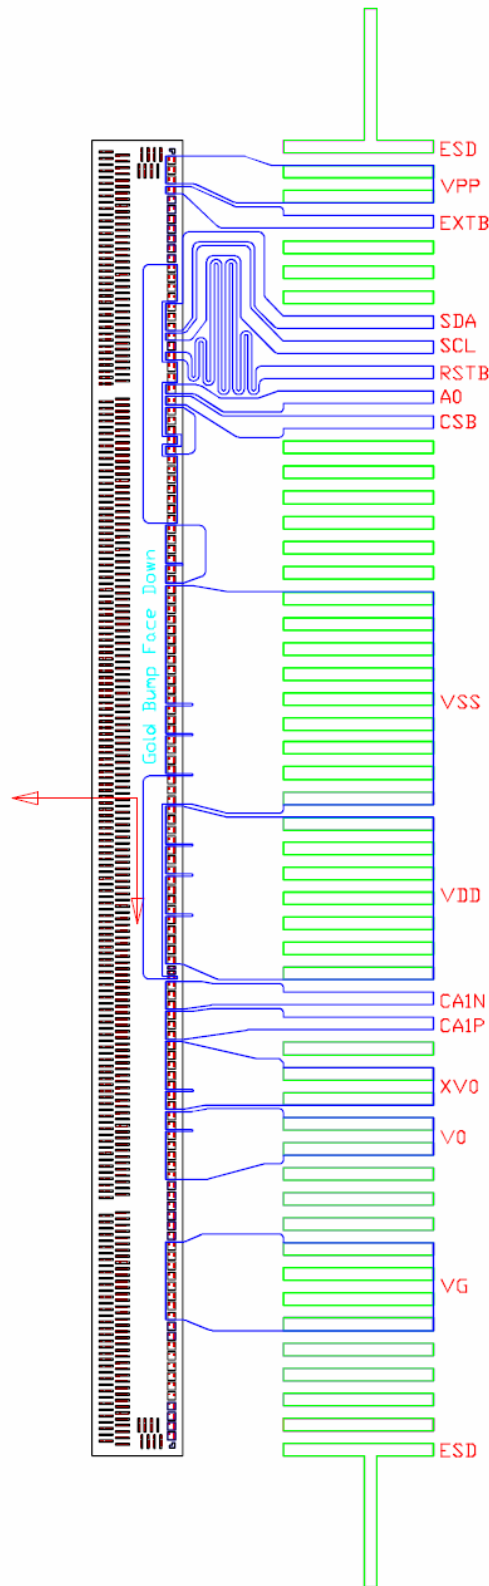 ESD
VPP
EXTB
SDA
SCL
RSTB
A0
CSB
Gold Bump Face Down
VSS
VDD
CA1N
CA1P
XV0
V0
VG
ESD